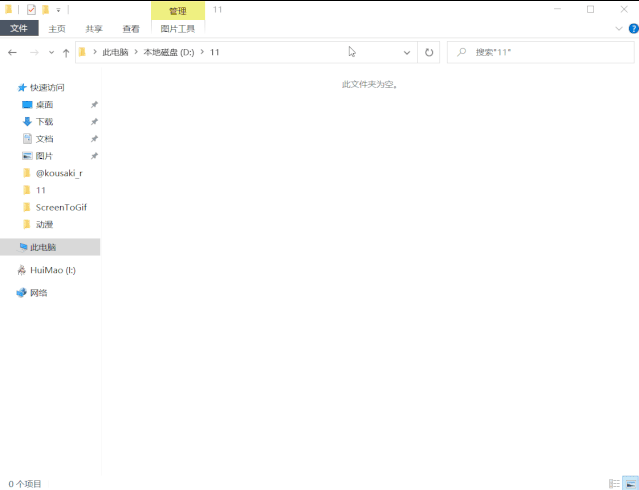 管理
11
文件
主页
共享
查看
图片工具
此电脑
本地磁盘 (D:)
11
搜索"11"
快速访问
桌面
下载
文档
图片
@kousaki_r
11
ScreenToGif
动漫
此电脑
HuiMao (I:)
网络
此文件夹为空。
0 个项目